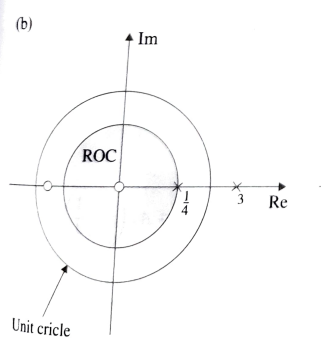 (b)
Im
ROC
1/4
3
Re
Unit cricle